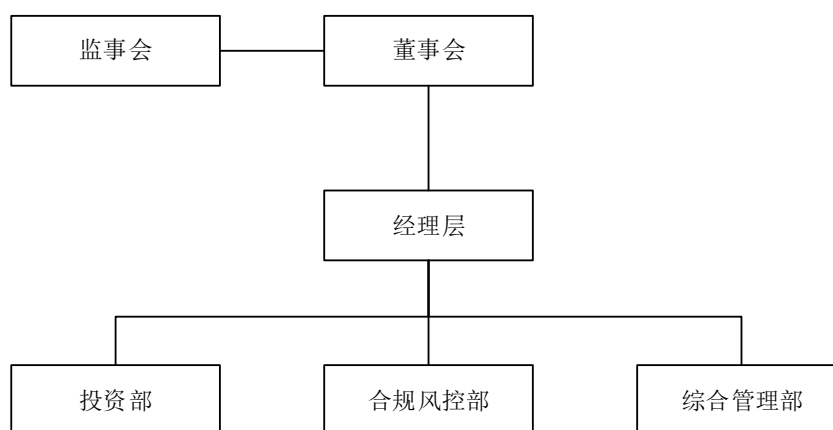 监事会
董事会
经理层
投资部
合规风控部
综合管理部